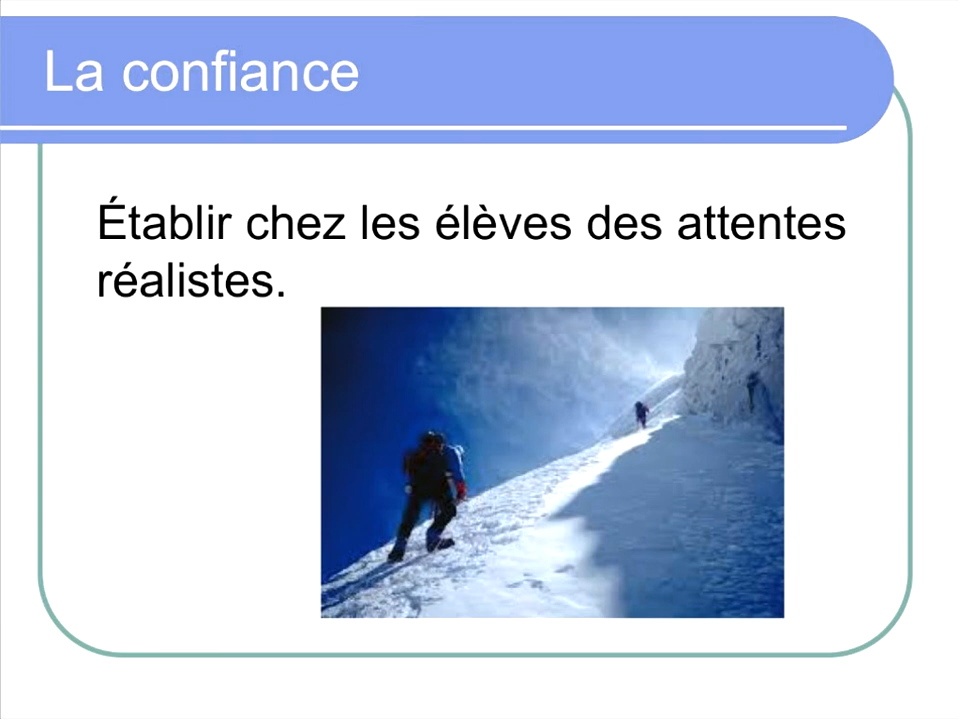 La confiance
Établir chez les élèves des attentes
réalistes.